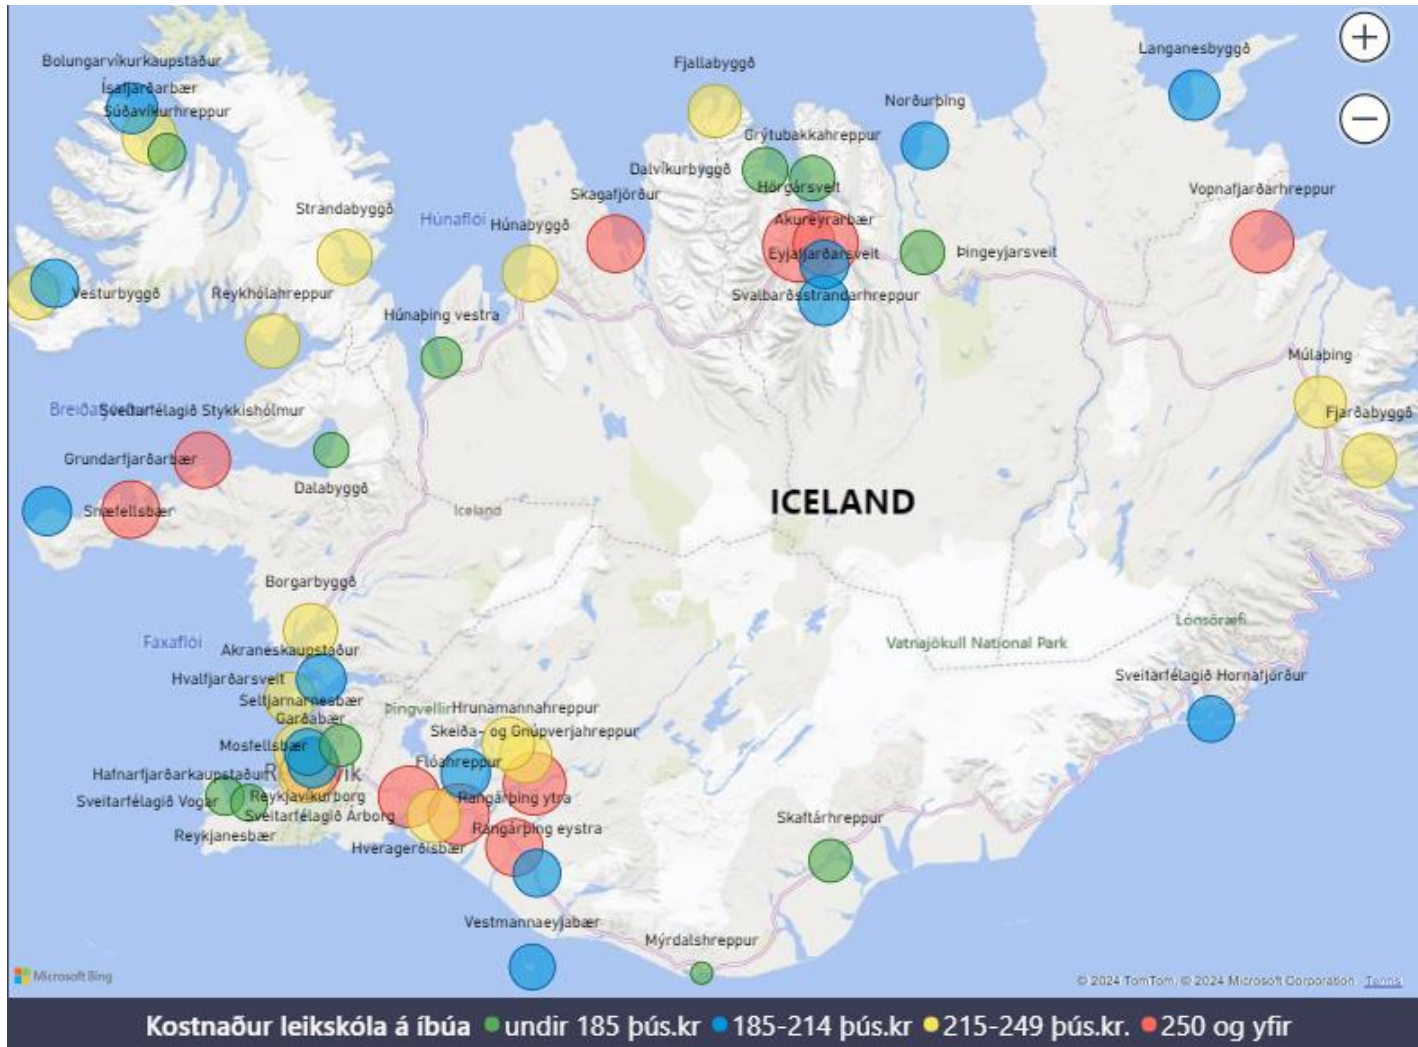 Bolungarvíkurkaupstaður
Ísafjarðarbær
Súðavíkurhreppur
Fjallabyggð
Langanesbyggð
Norðurþing
Grýtubakkahreppur
Dalvíkurbyggð
Hörgársveit
Skagafjörður
Vopnafjarðarhreppur
Strandabyggð
Húnaflói
Húnabyggð
Akureyrarbær
Eyjafjarðarsveit
Þingeyjarsveit
Vesturbyggð
Reykhólahreppur
Svalbarðsstrandarhreppur
Húnaþing vestra
Múlaþing
Sveitarfélagið Stykkishólmur
Fjarðabyggð
Grundarfjarðarbær
Dalabyggð
Snæfellsbær
Iceland
ICELAND
Borgarbyggð
Faxaflói
Akraneskaupstaður
Vatnajökull National Park
Lónsöræfi
Hvalfjarðarsveit
Sveitarfélagið Hornafjörður
Seltjarnarnesbær
Þingvellir
Hrunamannahreppur
Garðabær
Skeiða- og Gnúpverjahreppur
Mosfellsbær
Flóahreppur
Hafnarfjarðarkaupstaður
Sveitarfélagið Vogar
Reykjavíkurborg
Rangárþing ytra
Sveitarfélagið Árborg
Reykjanesbær
Rangárþing eystra
Skaftárhreppur
Hveragerðisbær
Vestmannaeyjabær
Mýrdalshreppur
Microsoft Bing
© 2024 TomTom, © 2024 Microsoft Corporation Terms
Kostnaður leikskóla á íbúa undir 185 þús.kr 185-214 þús.kr 215-249 þús.kr. 250 og yfir